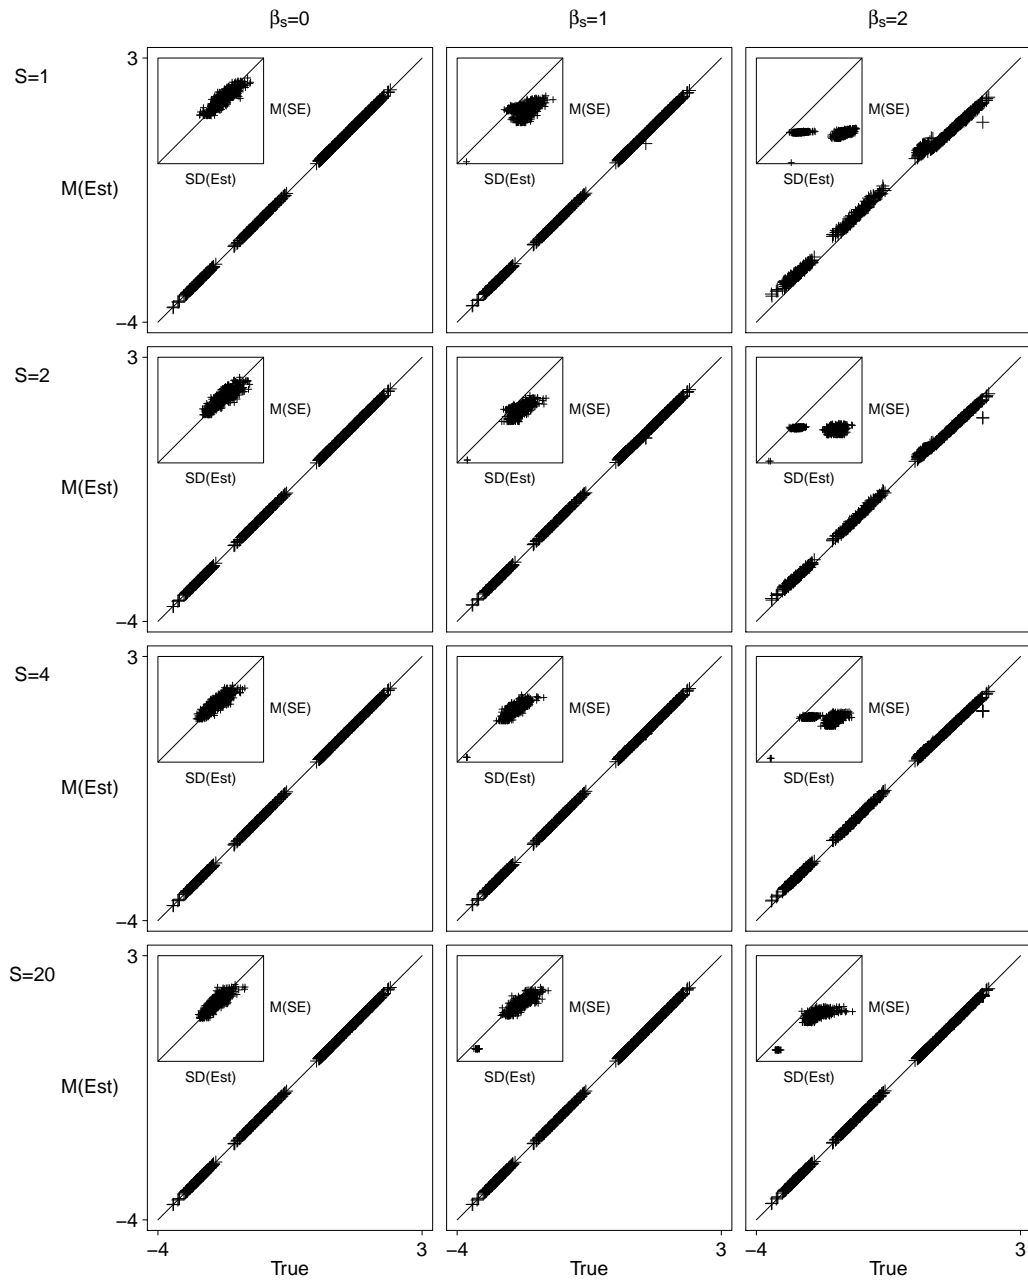 βs=0 βs=1 βs=2
S=1
3
M(SE) M(SE) M(SE)
SD(Est) SD(Est) SD(Est)
M(Est)
−4
S=2
3
M(SE) M(SE) M(SE)
SD(Est) SD(Est) SD(Est)
M(Est)
−4
S=4
3
M(SE) M(SE) M(SE)
SD(Est) SD(Est) SD(Est)
M(Est)
−4
S=20
3
M(SE) M(SE) M(SE)
SD(Est) SD(Est) SD(Est)
M(Est)
−4
−4 3 −4 3 −4 3
True True True